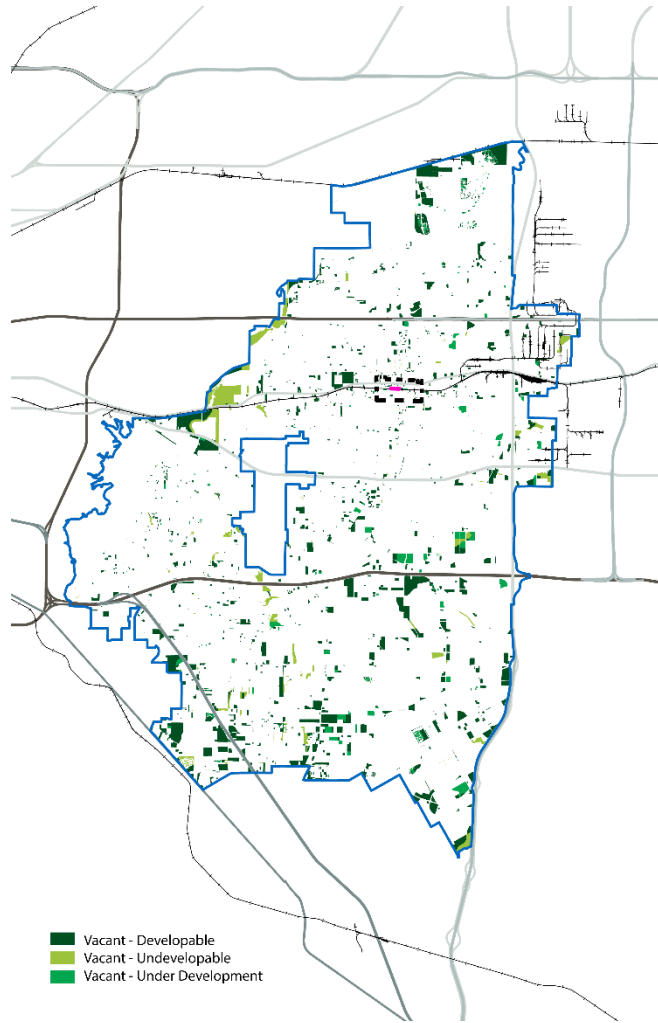 Vacant - Developable
Vacant - Undevelopable
Vacant - Under Development